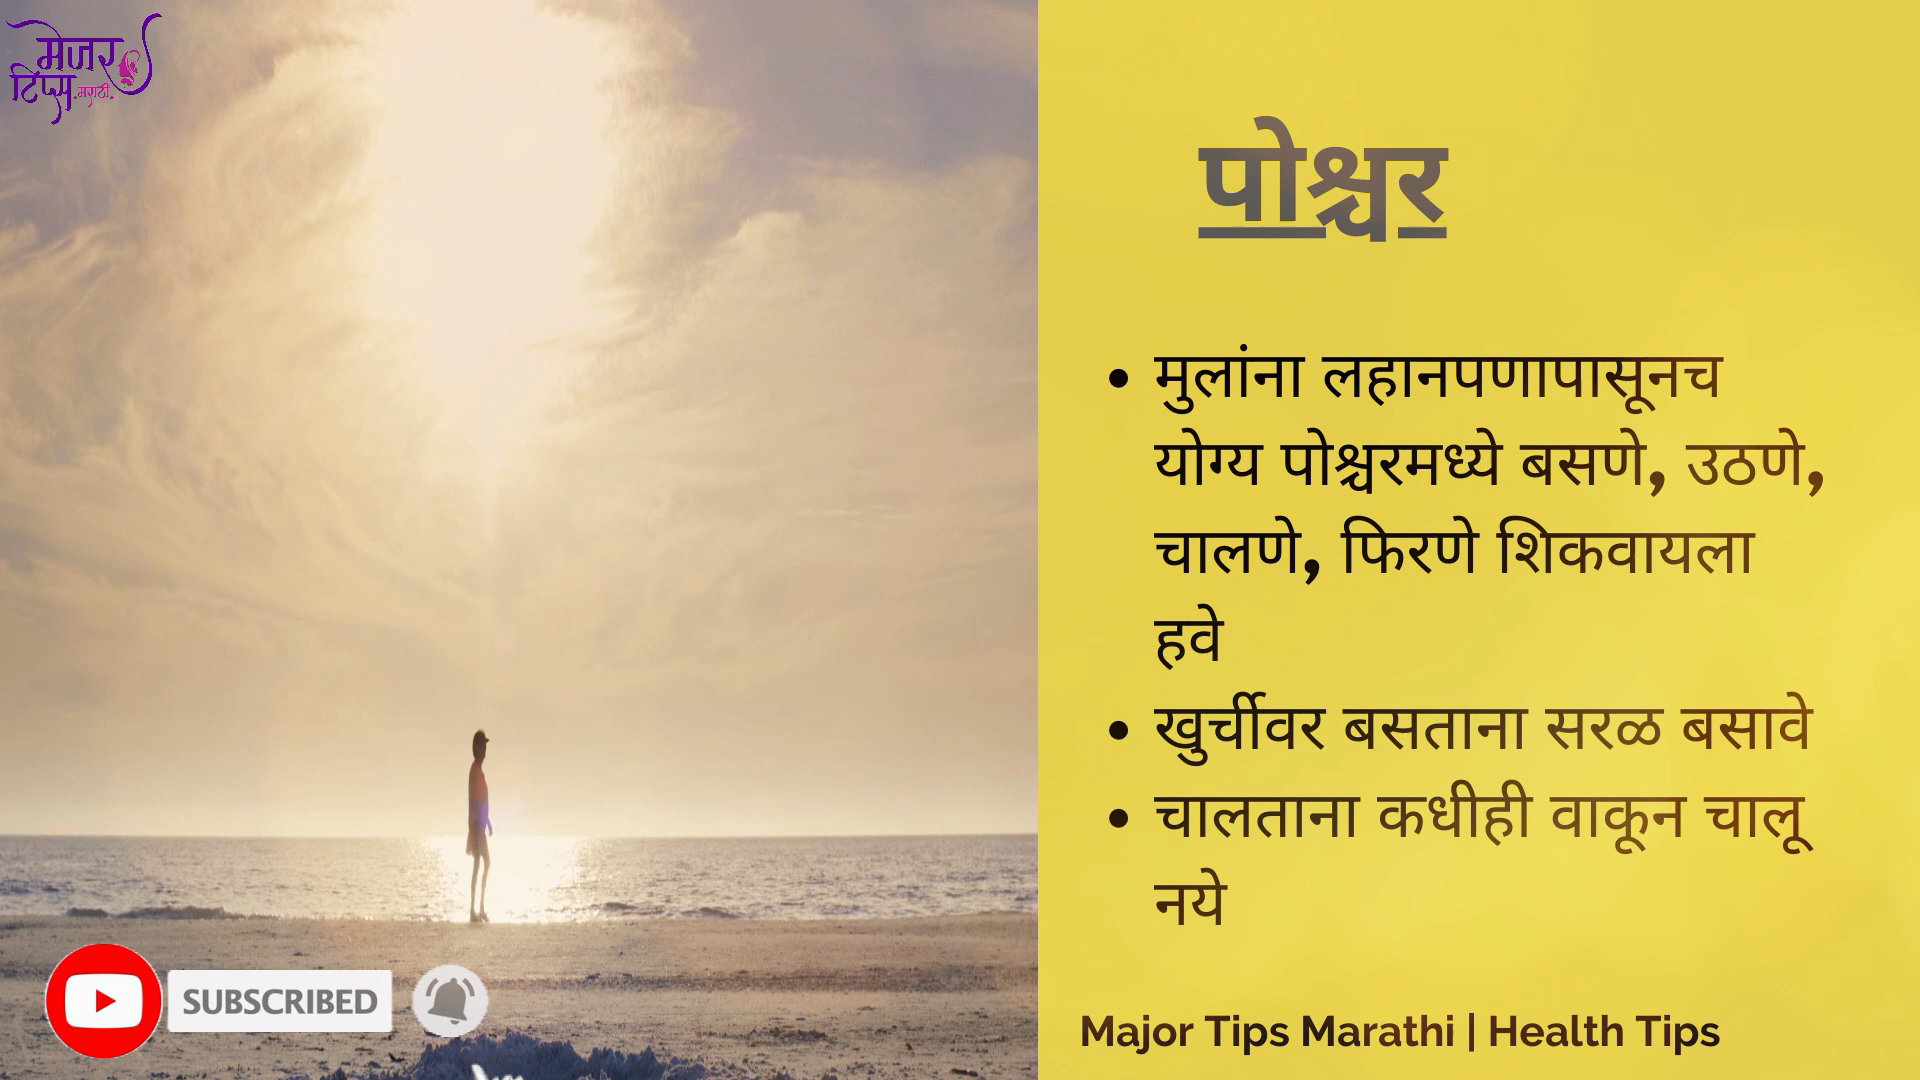 मेजर
टिप्स
.मराठी.
पोश्चर
• मुलांना लहानपणापासूनच
योग्य पोश्चरमध्ये बसणे, उठणे,
चालणे, फिरणे शिकवायला
हवे
• खुर्चीवर बसताना सरळ बसावे
• चालताना कधीही वाकून चालू
नये
SUBSCRIBED
Major Tips Marathi | Health Tips